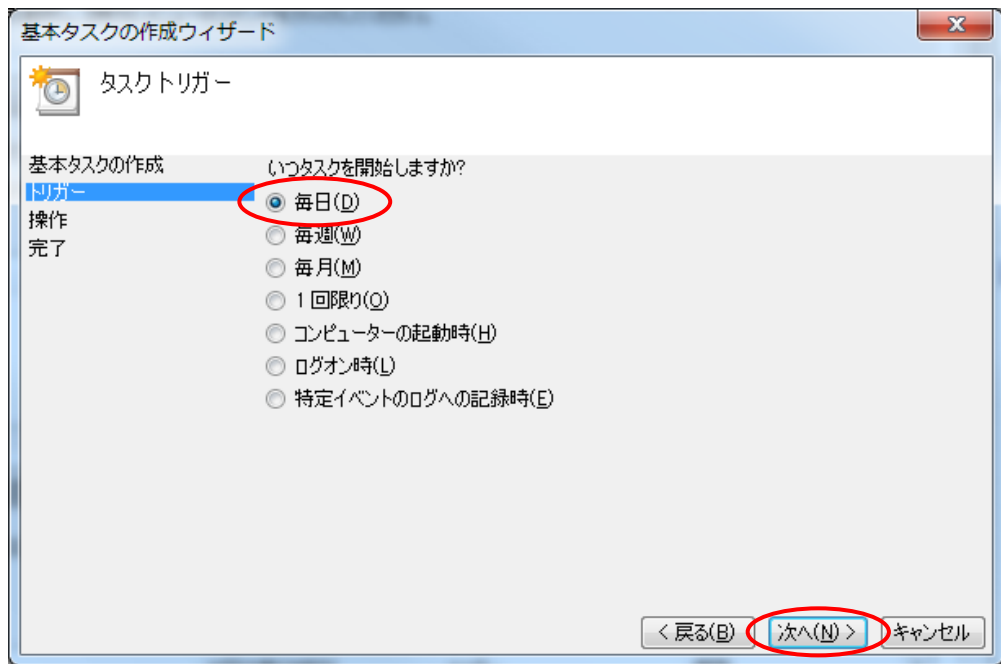 基本タスクの作成ウィザード
タスクトリガー
基本タスクの作成
トリガー
操作
完了
いつタスクを開始しますか?
毎日(D)
毎週(W)
毎月(M)
1 回限り(O)
コンピューターの起動時(H)
ログオン時(L)
特定イベントのログへの記録時(E)
< 戻る(B)
次へ(N) >
キャンセル